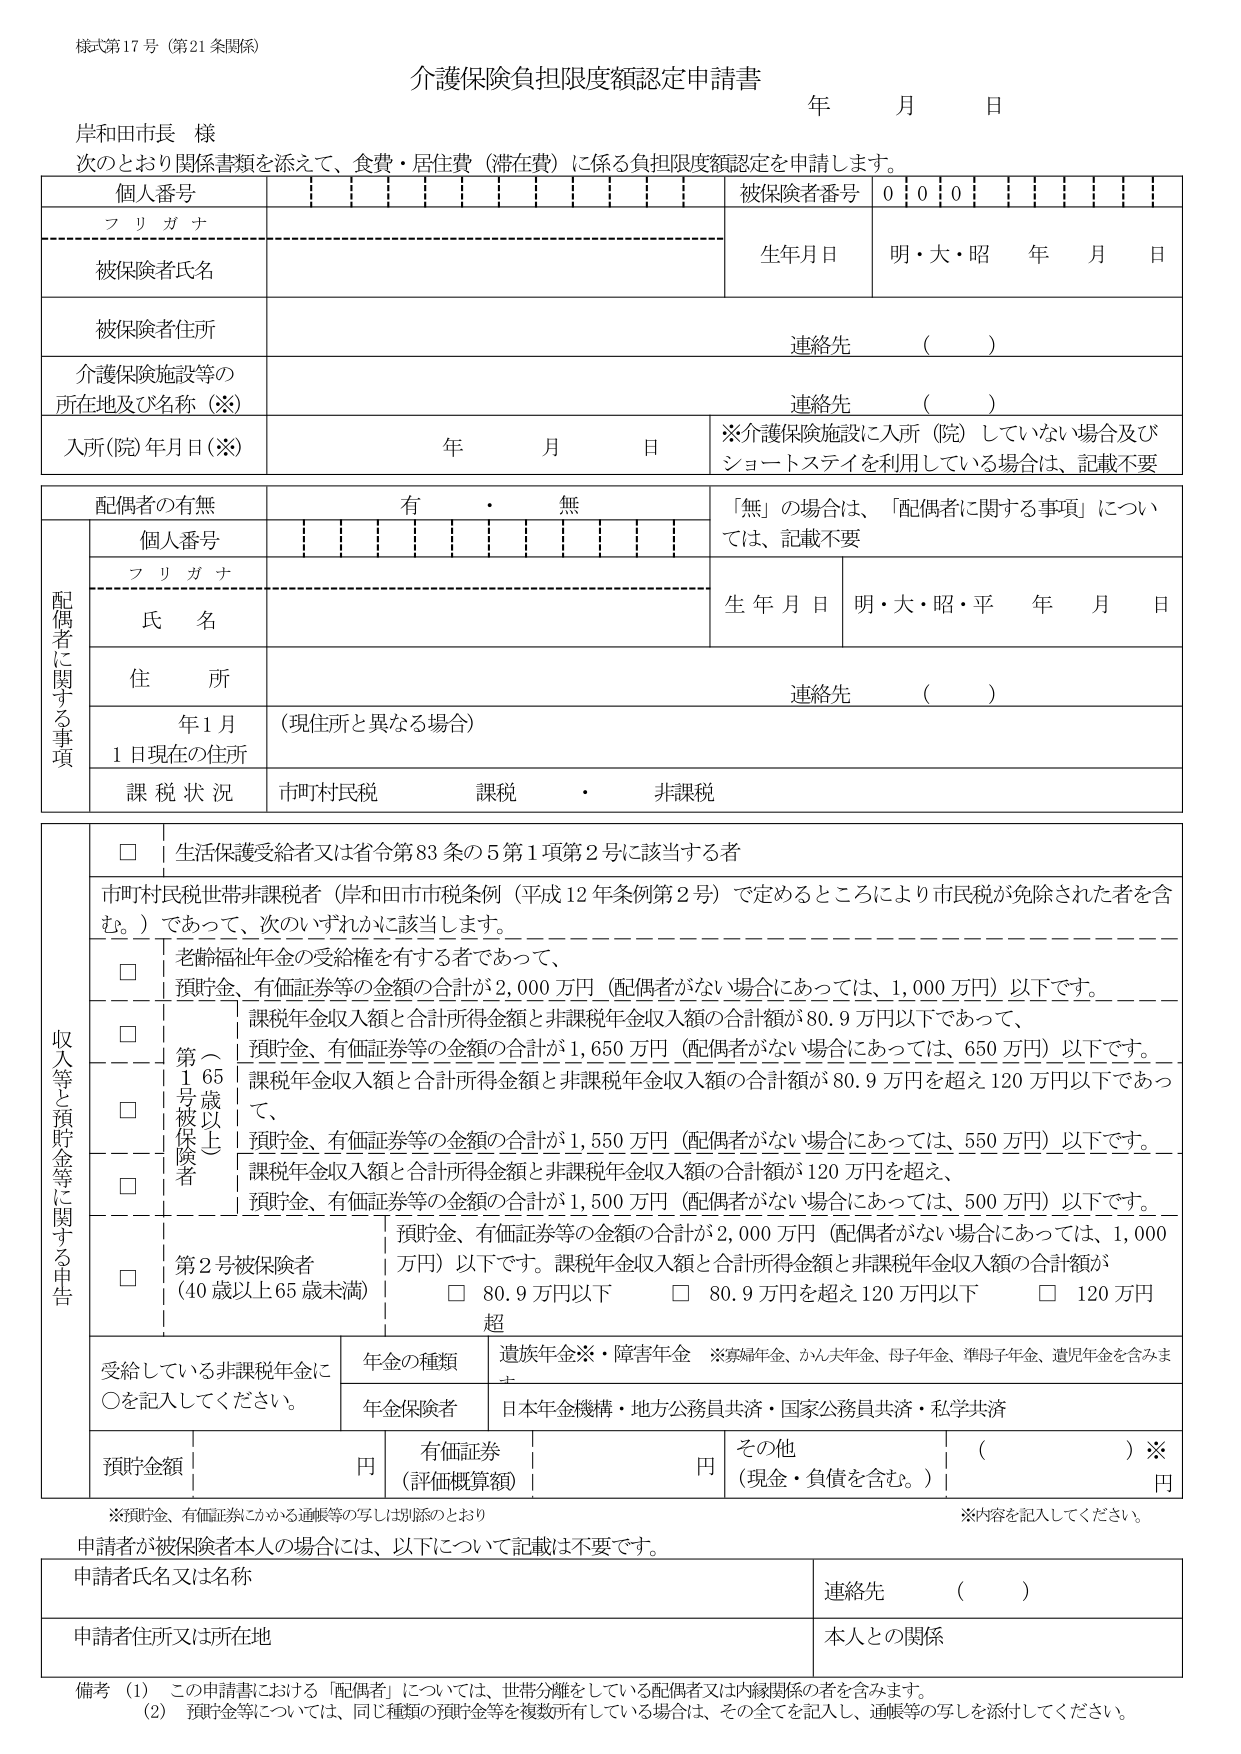 様式第17号（第21条関係）
介護保険負担限度額認定申請書
年　　　月　　　日
岸和田市長　様
次のとおり関係書類を添えて、食費・居住費（滞在費）に係る負担限度額認定を申請します。
個人番号　被保険者番号　0 0 0
フリガナ
被保険者氏名　生年月日　明・大・昭　　年　　月　　日
被保険者住所
連絡先　　　（　　　）
介護保険施設等の
所在地及び名称（※）　連絡先　　　（　　　）
入所(院)年月日(※)　年　　　月　　　日
※介護保険施設に入所（院）していない場合及び
ショートステイを利用している場合は、記載不要
配偶者の有無　有　　・　　無
「無」の場合は、「配偶者に関する事項」につい
ては、記載不要
配偶者に関する事項
個人番号
フリガナ
氏　名　生年月日　明・大・昭・平　　年　　月　　日
住　　所
連絡先　　　（　　　）
年1月
1日現在の住所
（現住所と異なる場合）
課税状況　市町村民税　　　課税　　・　　非課税
収入等と預貯金等に関する申告
□　生活保護受給者又は省令第83条の5第1項第2号に該当する者
市町村民税世帯非課税者（岸和田市市税条例（平成12年条例第2号）で定めるところにより市民税が免除された者を含
む。）であって、次のいずれかに該当します。
□　老齢福祉年金の受給権を有する者であって、
預貯金、有価証券等の金額の合計が2,000万円（配偶者がない場合にあっては、1,000万円）以下です。
第1号被保険者
（65歳以上）
□　課税年金収入額と合計所得金額と非課税年金収入額の合計額が80.9万円以下であって、
預貯金、有価証券等の金額の合計が1,650万円（配偶者がない場合にあっては、650万円）以下です。
□　課税年金収入額と合計所得金額と非課税年金収入額の合計額が80.9万円を超え120万円以下であっ
て、
預貯金、有価証券等の金額の合計が1,550万円（配偶者がない場合にあっては、550万円）以下です。
□　課税年金収入額と合計所得金額と非課税年金収入額の合計額が120万円を超え、
預貯金、有価証券等の金額の合計が1,500万円（配偶者がない場合にあっては、500万円）以下です。
□　第2号被保険者
（40歳以上65歳未満）
預貯金、有価証券等の金額の合計が2,000万円（配偶者がない場合にあっては、1,000
万円）以下です。課税年金収入額と合計所得金額と非課税年金収入額の合計額が
□　80.9万円以下　　□　80.9万円を超え120万円以下　　□　120万円
超
受給している非課税年金に
○を記入してください。
年金の種類　遺族年金※・障害年金　※寡婦年金、かん夫年金、母子年金、準母子年金、遺児年金を含みま
す
年金保険者　日本年金機構・地方公務員共済・国家公務員共済・私学共済
預貯金額　円
有価証券
（評価概算額）　円
その他
（現金・負債を含む。）
（　　　　　　）※
円
※預貯金、有価証券にかかる通帳等の写しは別添のとおり　※内容を記入してください。
申請者が被保険者本人の場合には、以下について記載は不要です。
申請者氏名又は名称　連絡先　　　（　　　）
申請者住所又は所在地　本人との関係
備考　(1)　この申請書における「配偶者」については、世帯分離をしている配偶者又は内縁関係の者を含みます。
(2)　預貯金等については、同じ種類の預貯金等を複数所有している場合は、その全てを記入し、通帳等の写しを添付してください。